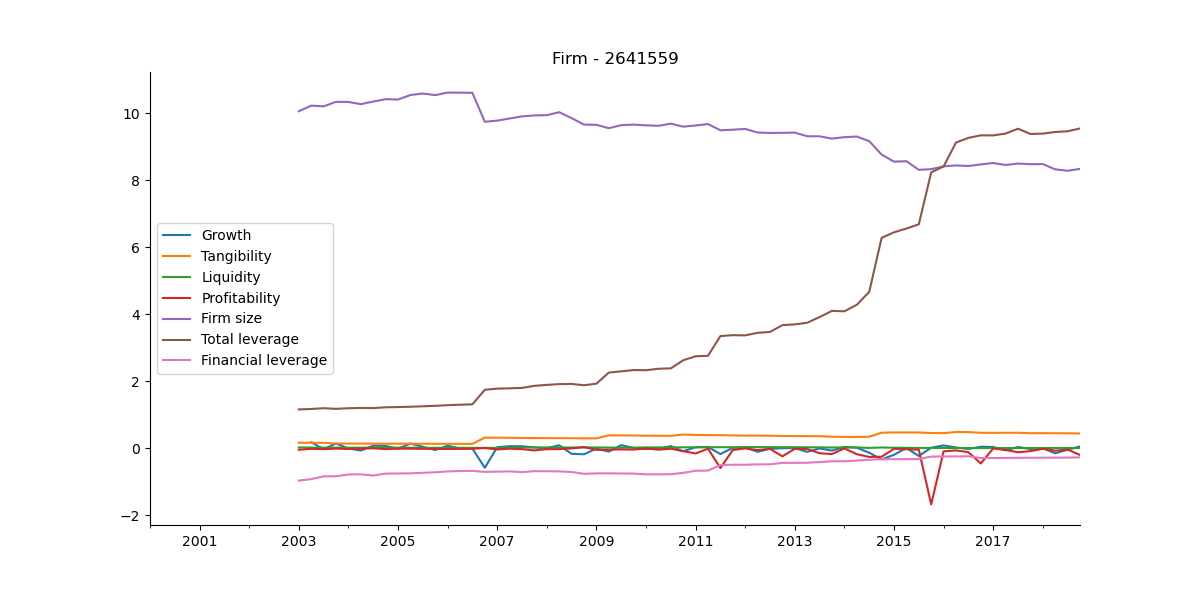 Firm - 2641559
10
8
6
4
2
0
−2
Growth
Tangibility
Liquidity
Profitability
Firm size
Total leverage
Financial leverage
2001 2003 2005 2007 2009 2011 2013 2015 2017